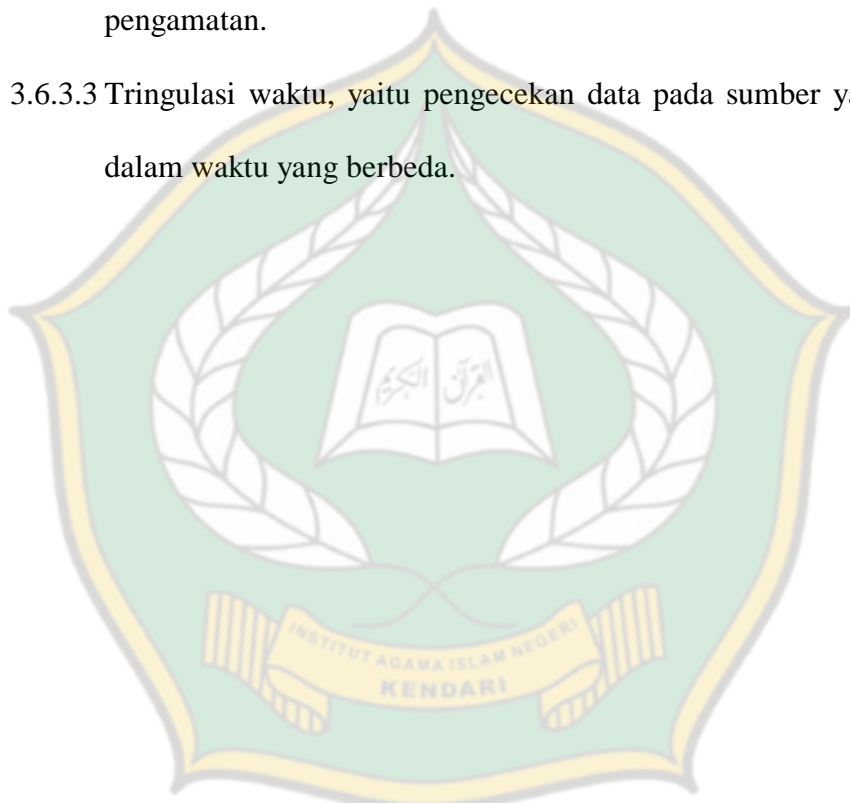 pengamatan.
3.6.3.3 Tringulasi waktu, yaitu pengecekan data pada sumber
dalam waktu yang berbeda.
القرآن الكريم
INSTITUT AGAMA ISLAM NEGERI
KENDARI